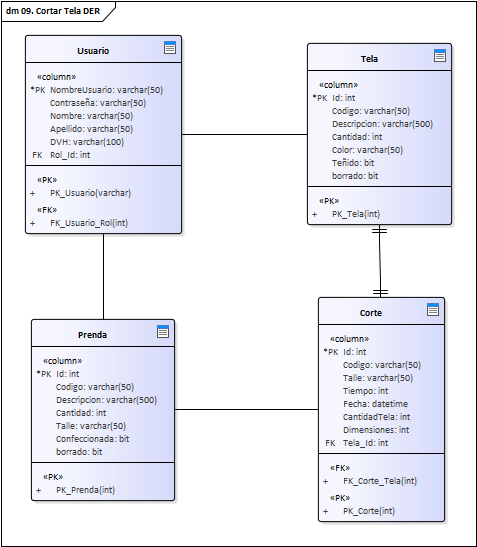 dm 09. Cortar Tela DER
Usuario
«column»
*PK NombreUsuario: varchar(50)
Contraseña: varchar(50)
Nombre: varchar(50)
Apellido: varchar(50)
DVH: varchar(100)
FK Rol_Id: int
«PK»
+ PK_Usuario(varchar)
«FK»
+ FK_Usuario_Rol(int)
Tela
«column»
*PK Id: int
Codigo: varchar(50)
Descripcion: varchar(500)
Cantidad: int
Color: varchar(50)
Teñido: bit
borrado: bit
«PK»
+ PK_Tela(int)
Prenda
«column»
*PK Id: int
Codigo: varchar(50)
Descripcion: varchar(500)
Cantidad: int
Talle: varchar(50)
Confeccionada: bit
borrado: bit
«PK»
+ PK_Prenda(int)
Corte
«column»
*PK Id: int
Codigo: varchar(50)
Talle: varchar(50)
Tiempo: int
Fecha: datetime
CantidadTela: int
Dimensiones: int
FK Tela_Id: int
«FK»
+ FK_Corte_Tela(int)
«PK»
+ PK_Corte(int)